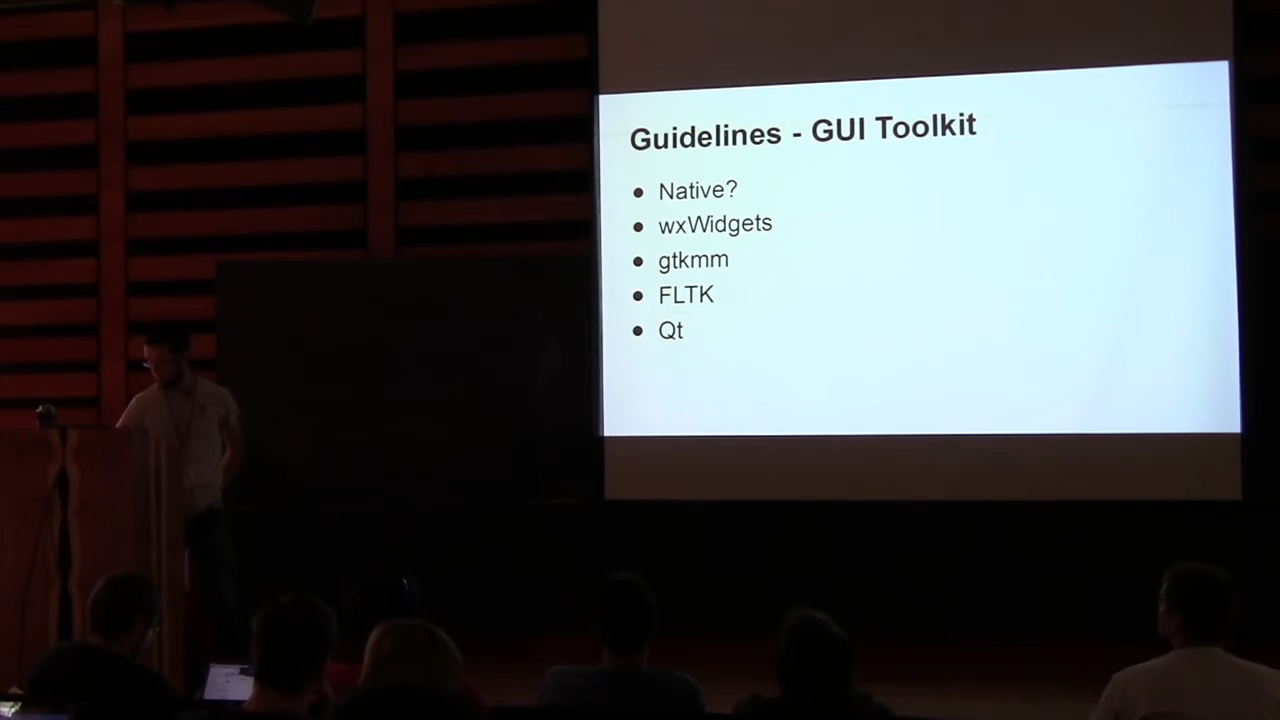 Guidelines - GUI Toolkit
● Native?
● wxWidgets
● gtkmm
● FLTK
● Qt